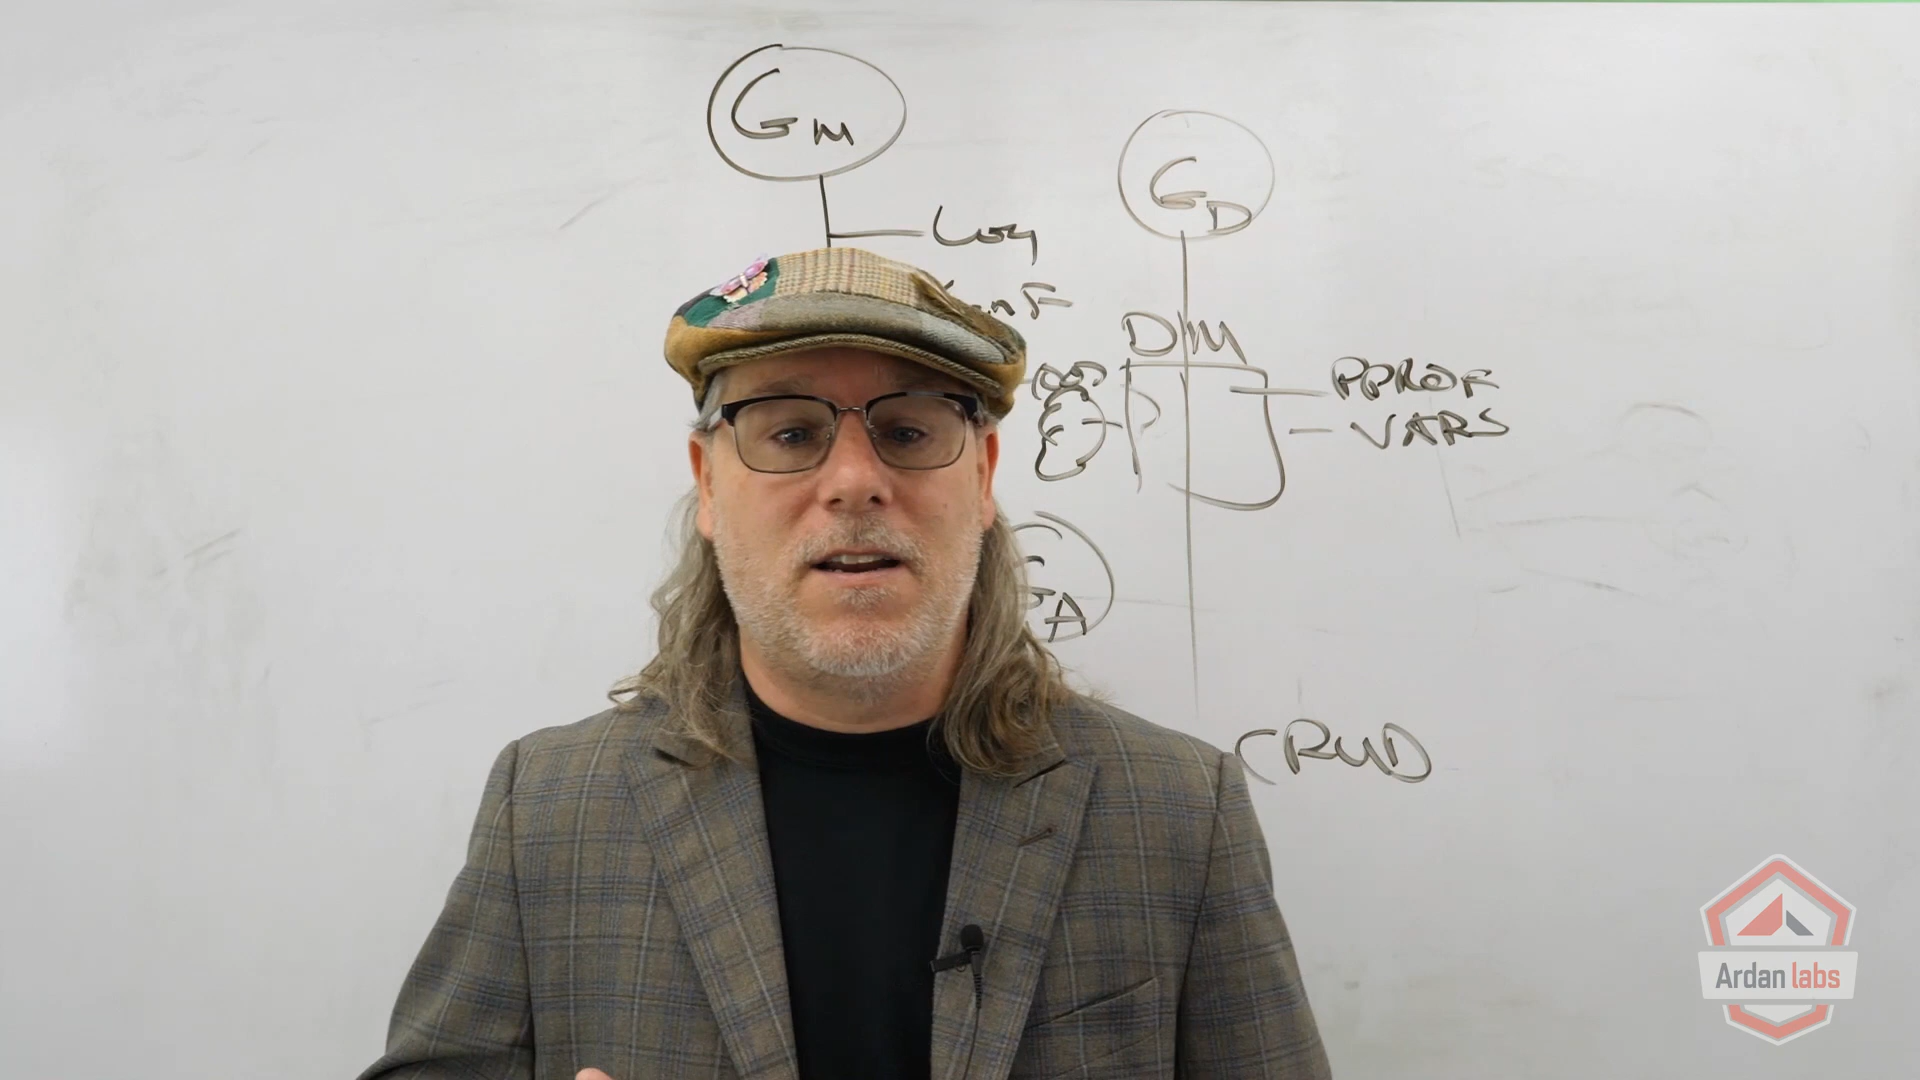 Gm
GD
Log
DM
PPROF
VARS
GA
CRUD
Ardan labs